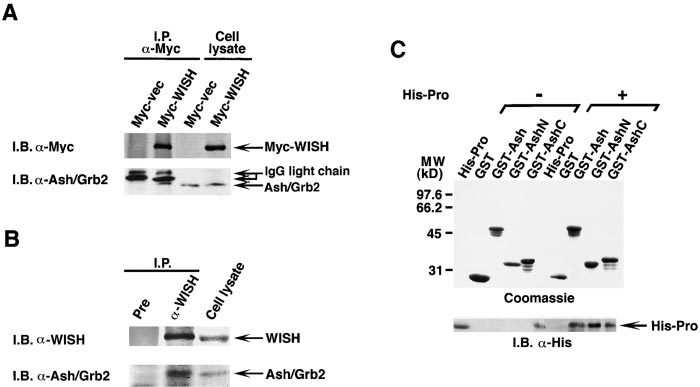 A
I.P.
α-Myc
Cell
lysate
Myc-vec
Myc-WISH
Myc-vec
Myc-WISH
I.B. α-Myc
Myc-WISH
I.B. α-Ash/Grb2
IgG light chain
Ash/Grb2
B
I.P.
Pre
α-WISH
Cell lysate
I.B. α-WISH
WISH
I.B. α-Ash/Grb2
Ash/Grb2
C
His-Pro
-
+
His-Pro
GST
GST-Ash
GST-AshN
GST-AshC
His-Pro
GST
GST-Ash
GST-AshN
GST-AshC
MW
(kD)
97.6
66.2
45
31
Coomassie
His-Pro
I.B. α-His